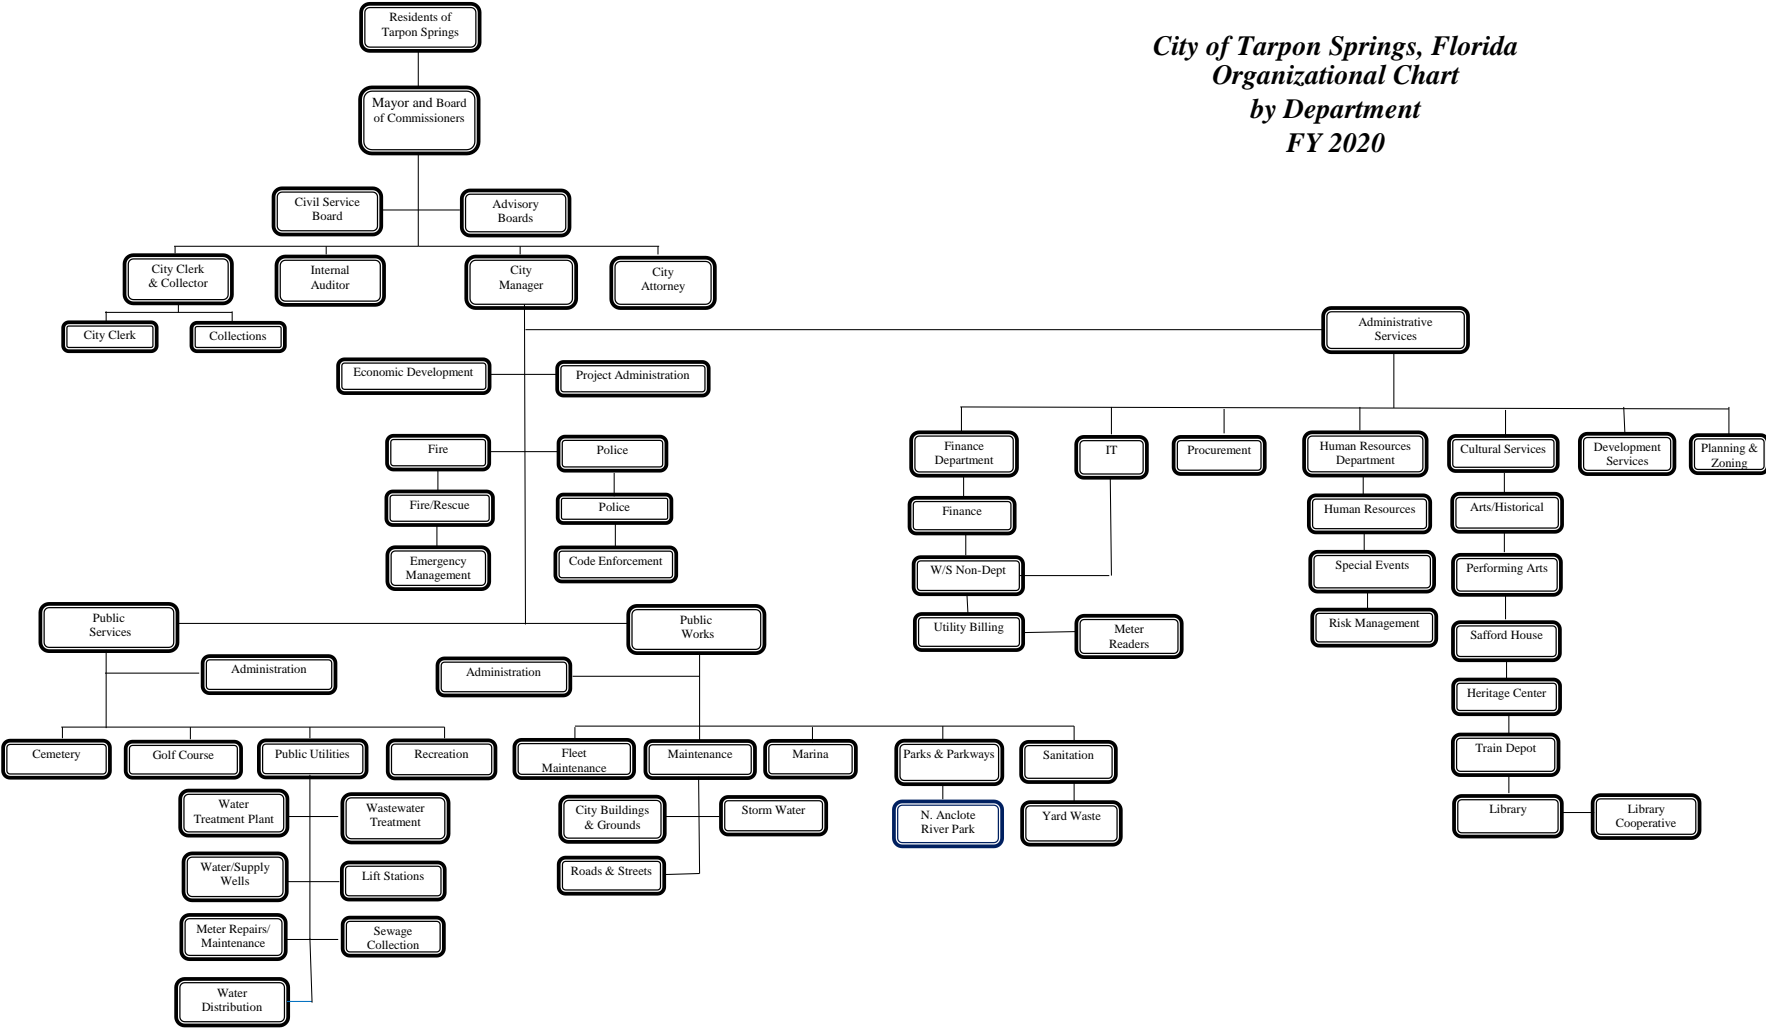 Residents of
Tarpon Springs
City of Tarpon Springs, Florida
Organizational Chart
by Department
FY 2020
Mayor and Board
of Commissioners
Civil Service
Board
Advisory
Boards
City Clerk
& Collector
Internal
Auditor
City
Manager
City
Attorney
City Clerk
Collections
Administrative
Services
Economic Development
Project Administration
Fire
Police
Fire/Rescue
Police
Emergency
Management
Code Enforcement
Finance
Department
IT
Procurement
Human Resources
Department
Cultural Services
Development
Services
Planning &
Zoning
Finance
Human Resources
Arts/Historical
W/S Non-Dept
Special Events
Performing Arts
Utility Billing
Meter
Readers
Risk Management
Safford House
Heritage Center
Train Depot
Library
Library
Cooperative
Public
Services
Public
Works
Administration
Administration
Cemetery
Golf Course
Public Utilities
Recreation
Fleet
Maintenance
Maintenance
Marina
Parks & Parkways
Sanitation
Water
Treatment Plant
Wastewater
Treatment
City Buildings
& Grounds
Storm Water
N. Anclote
River Park
Yard Waste
Water/Supply
Wells
Lift Stations
Roads & Streets
Meter Repairs/
Maintenance
Sewage
Collection
Water
Distribution